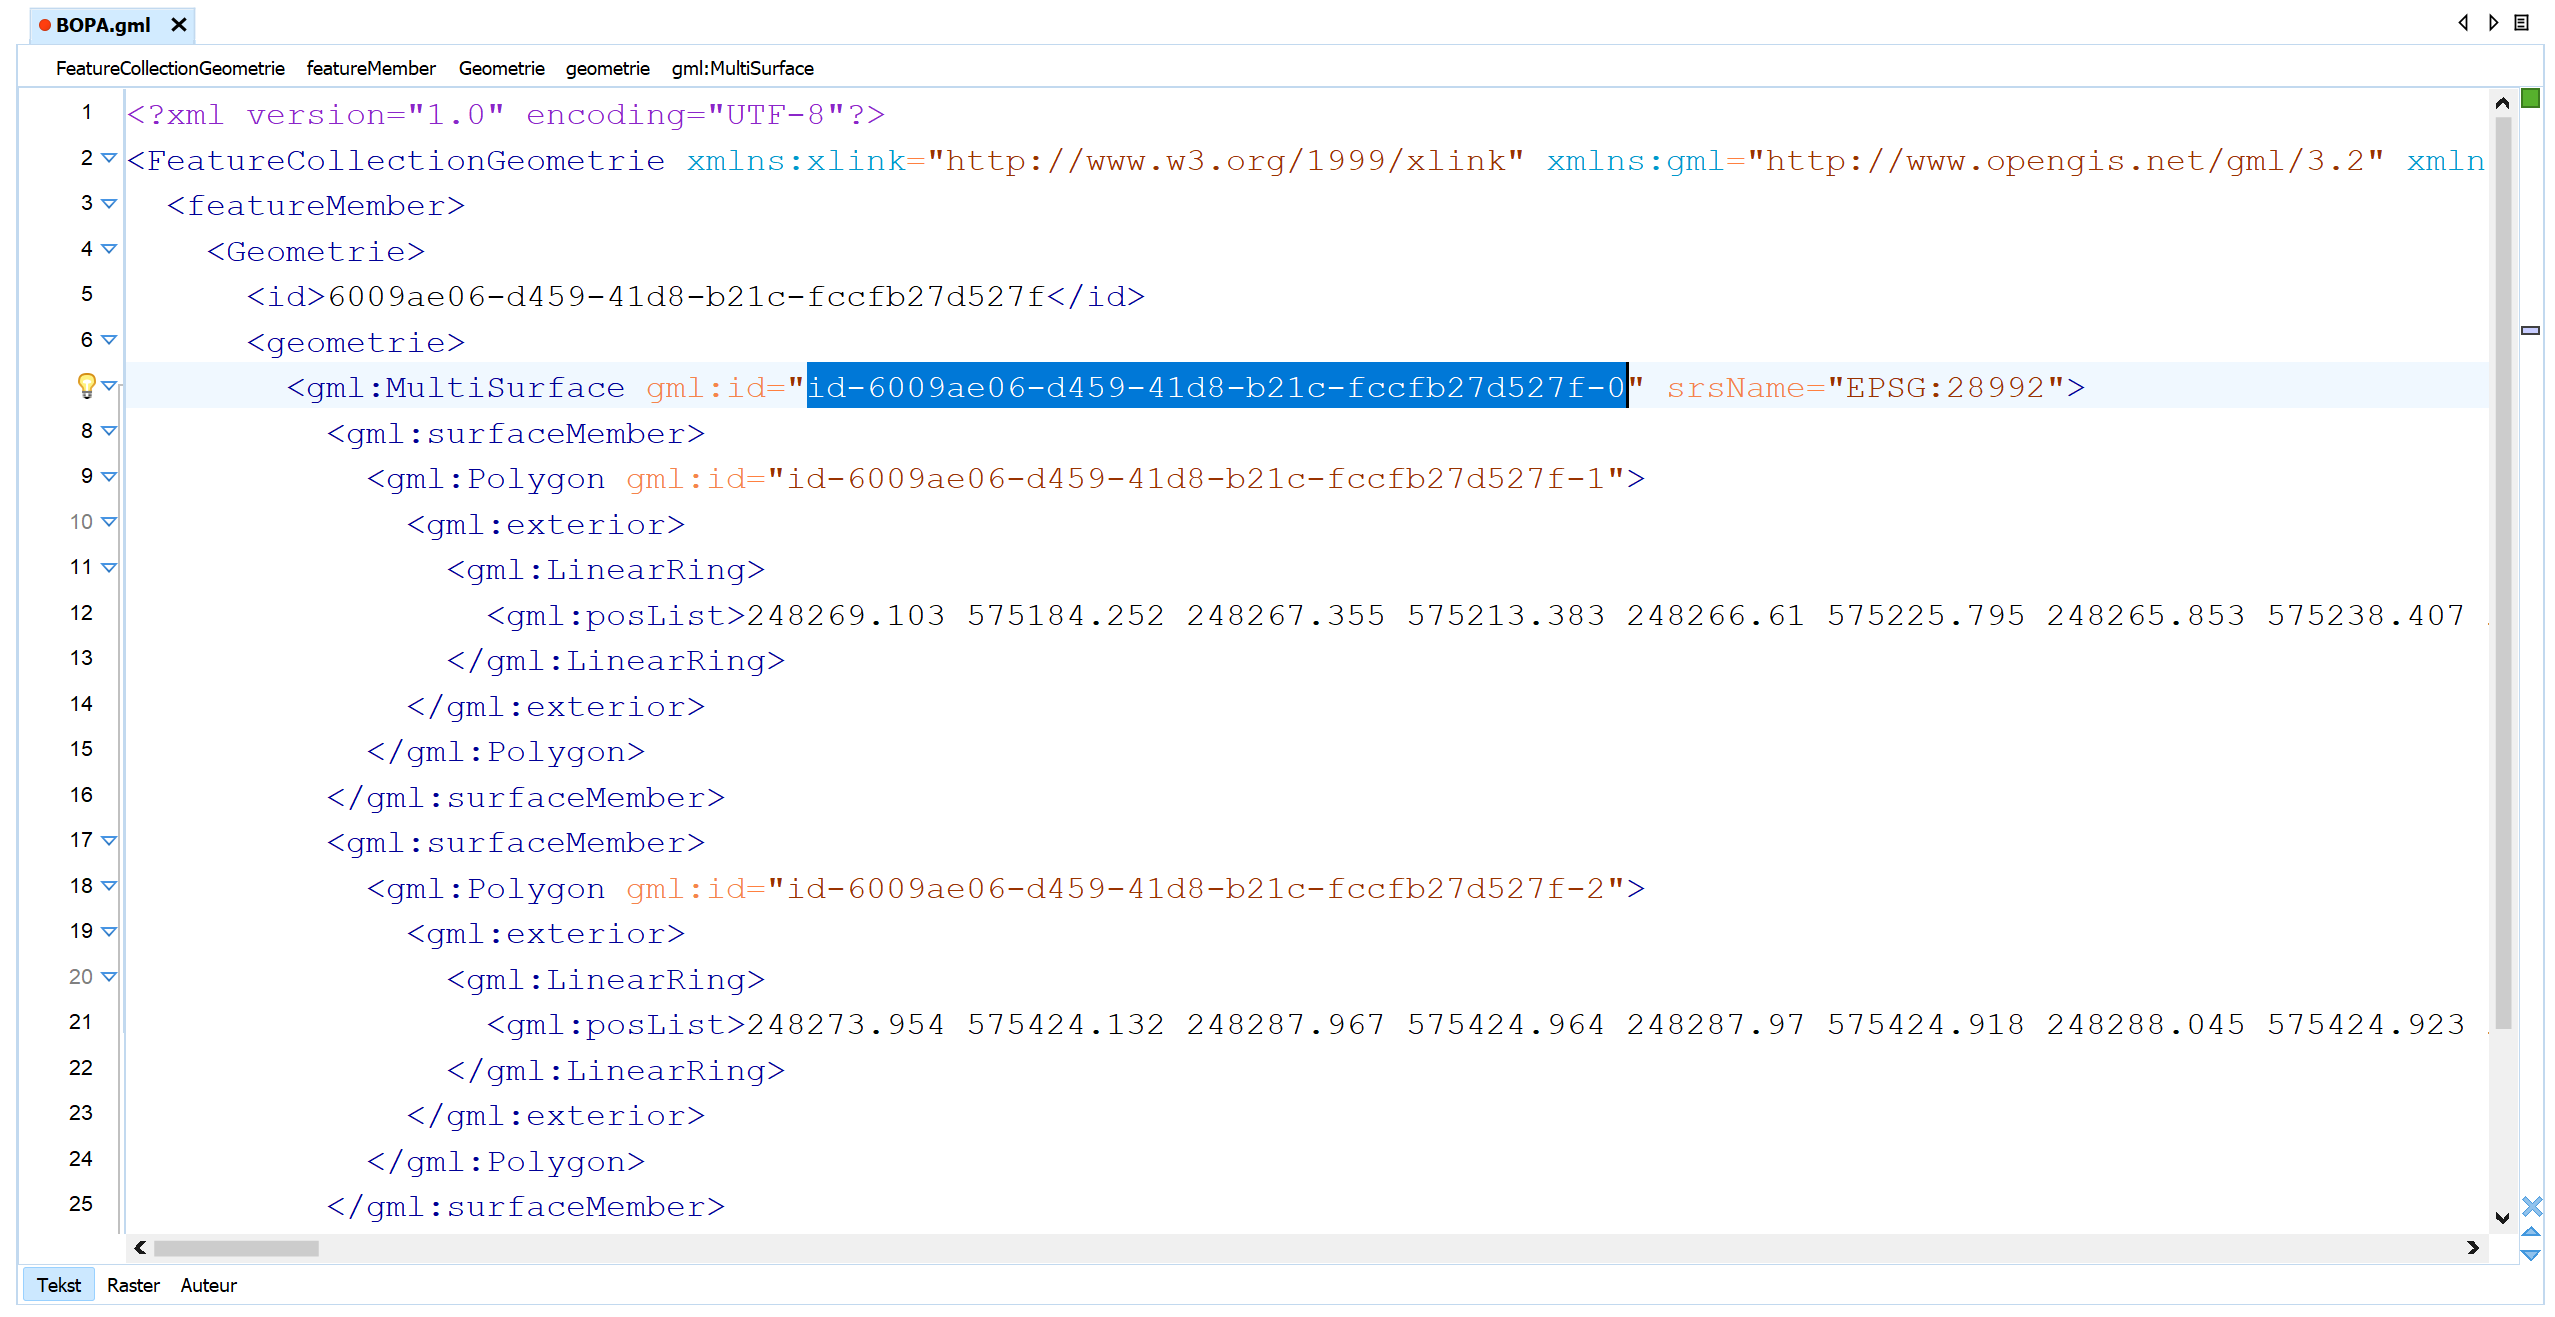 BOPA.gml
FeatureCollectionGeometrie featureMember Geometrie geometrie gml:MultiSurface
1 <?xml version="1.0" encoding="UTF-8"?>
2 <FeatureCollectionGeometrie xmlns:xlink="http://www.w3.org/1999/xlink" xmlns:gml="http://www.opengis.net/gml/3.2" xmln
3 <featureMember>
4 <Geometrie>
5 <id>6009ae06-d459-41d8-b21c-fccfb27d527f</id>
6 <geometrie>
<gml:MultiSurface gml:id="id-6009ae06-d459-41d8-b21c-fccfb27d527f-0" srsName="EPSG:28992">
8 <gml:surfaceMember>
9 <gml:Polygon gml:id="id-6009ae06-d459-41d8-b21c-fccfb27d527f-1">
10 <gml:exterior>
11 <gml:LinearRing>
12 <gml:posList>248269.103 575184.252 248267.355 575213.383 248266.61 575225.795 248265.853 575238.407
13 </gml:LinearRing>
14 </gml:exterior>
15 </gml:Polygon>
16 </gml:surfaceMember>
17 <gml:surfaceMember>
18 <gml:Polygon gml:id="id-6009ae06-d459-41d8-b21c-fccfb27d527f-2">
19 <gml:exterior>
20 <gml:LinearRing>
21 <gml:posList>248273.954 575424.132 248287.967 575424.964 248287.97 575424.918 248288.045 575424.923
22 </gml:LinearRing>
23 </gml:exterior>
24 </gml:Polygon>
25 </gml:surfaceMember>
Tekst Raster Auteur